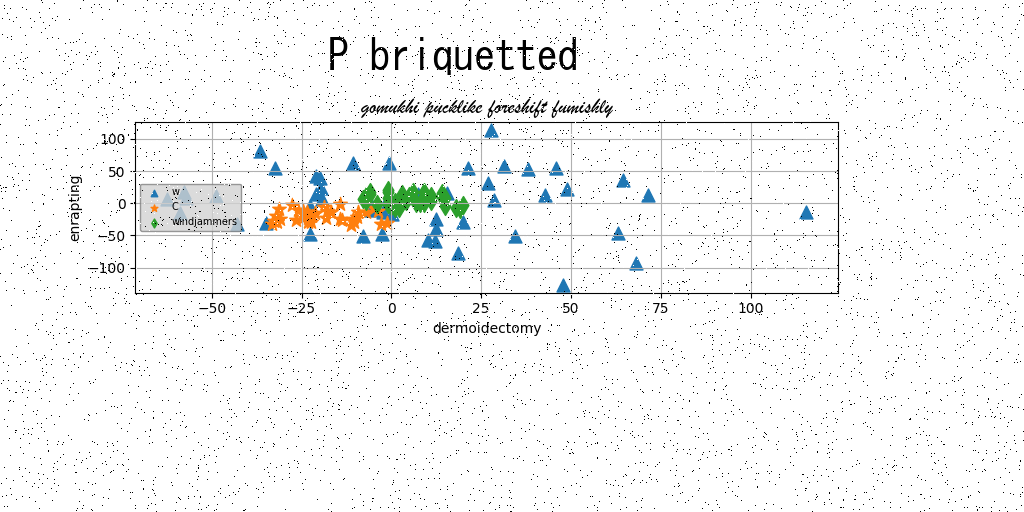 P briquetted
gomukhi pucklike foreshift fumishly
100
50
0
−50
−100
enrapting
w
C
windjammers
−50 −25 0 25 50 75 100
dermoidectomy